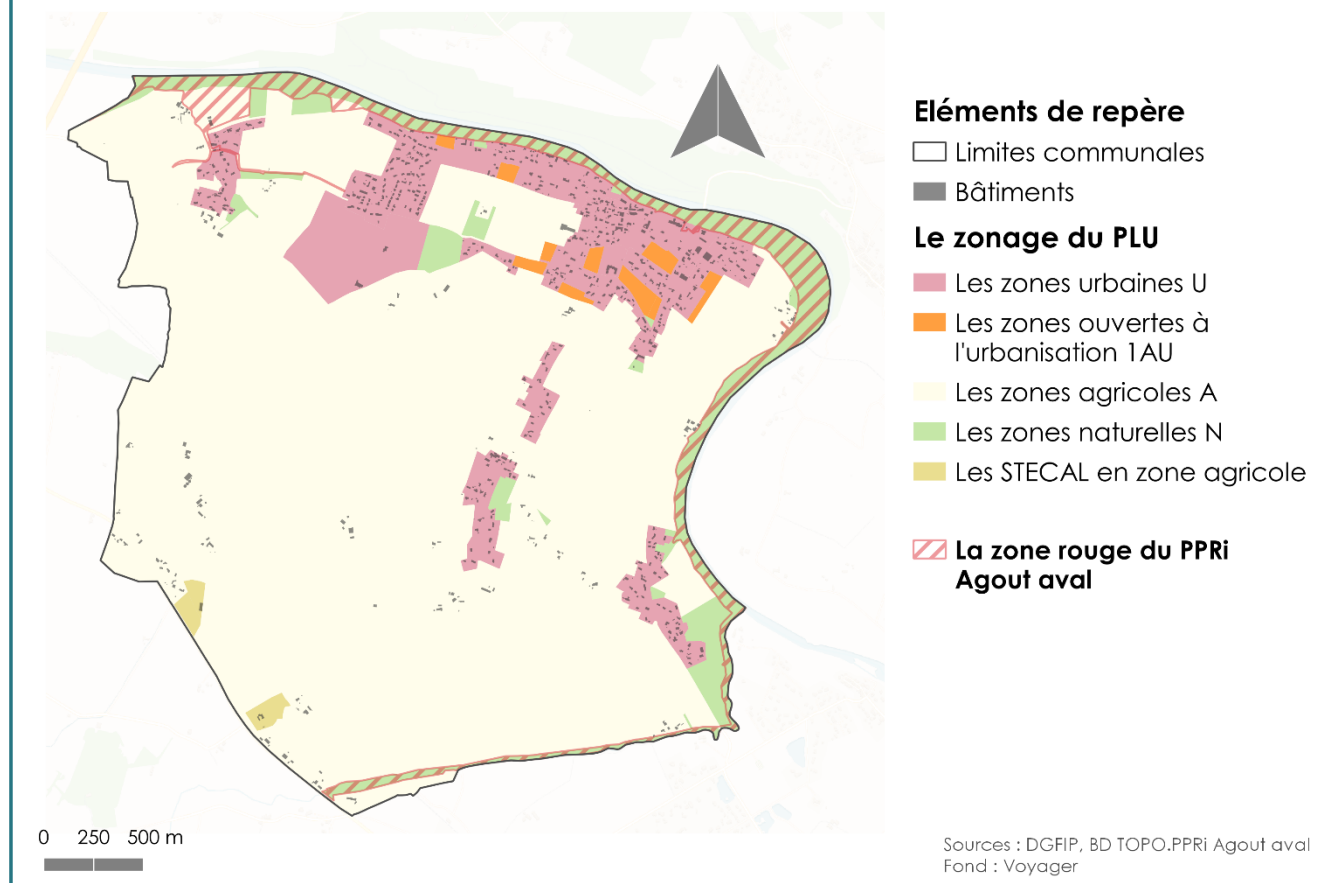 Eléments de repère
Limites communales
Bâtiments
Le zonage du PLU
Les zones urbaines U
Les zones ouvertes à
l'urbanisation 1AU
Les zones agricoles A
Les zones naturelles N
Les STECAL en zone agricole
La zone rouge du PPRi
Agout aval
0 250 500 m
Sources : DGFIP, BD TOPO.PPRi Agout aval
Fond : Voyager